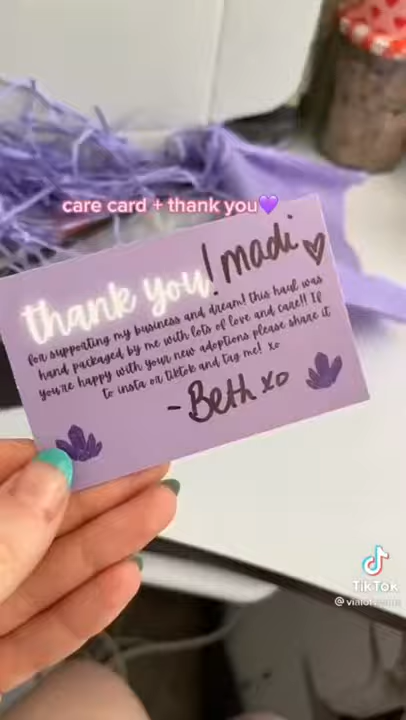 care card + thank you💜
thank you! madi ♡
for supporting my business and dream! this haul was
hand packaged by me with lots of love and care!! If
you're happy with your new adoptions please share it
to insta or tiktok and tag me! xo
-Beth xo
TikTok